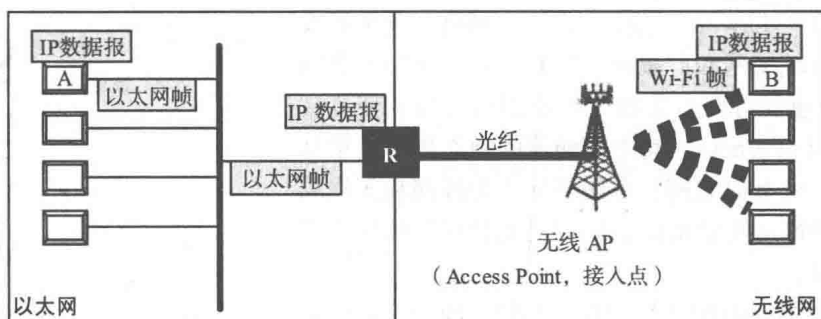 IP数据报
A
以太网帧
IP 数据报
R
以太网帧
光纤
IP数据报
Wi-Fi 帧
B
无线 AP
（Access Point，接入点）
以太网
无线网